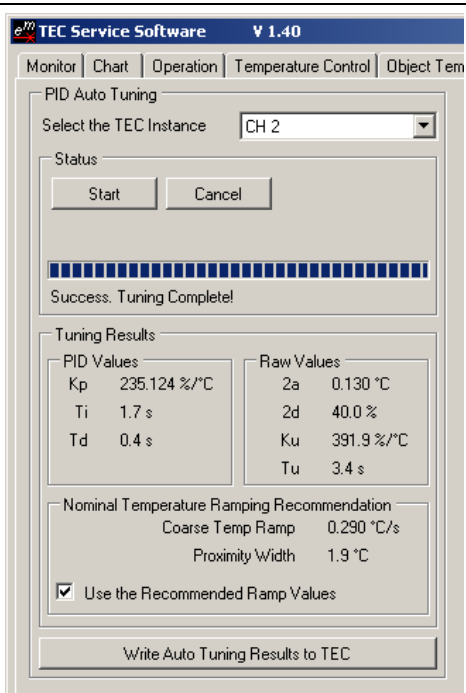 em TEC Service Software V 1.40
Monitor Chart Operation Temperature Control Object Tem
PID Auto Tuning
Select the TEC Instance CH 2
Status
Start Cancel
Success. Tuning Complete!
Tuning Results
PID Values Raw Values
Kp 235.124 %/°C 2a 0.130 °C
Ti 1.7 s 2d 40.0 %
Td 0.4 s Ku 391.9 %/°C
Tu 3.4 s
Nominal Temperature Ramping Recommendation
Coarse Temp Ramp 0.290 °C/s
Proximity Width 1.9 °C
Use the Recommended Ramp Values
Write Auto Tuning Results to TEC